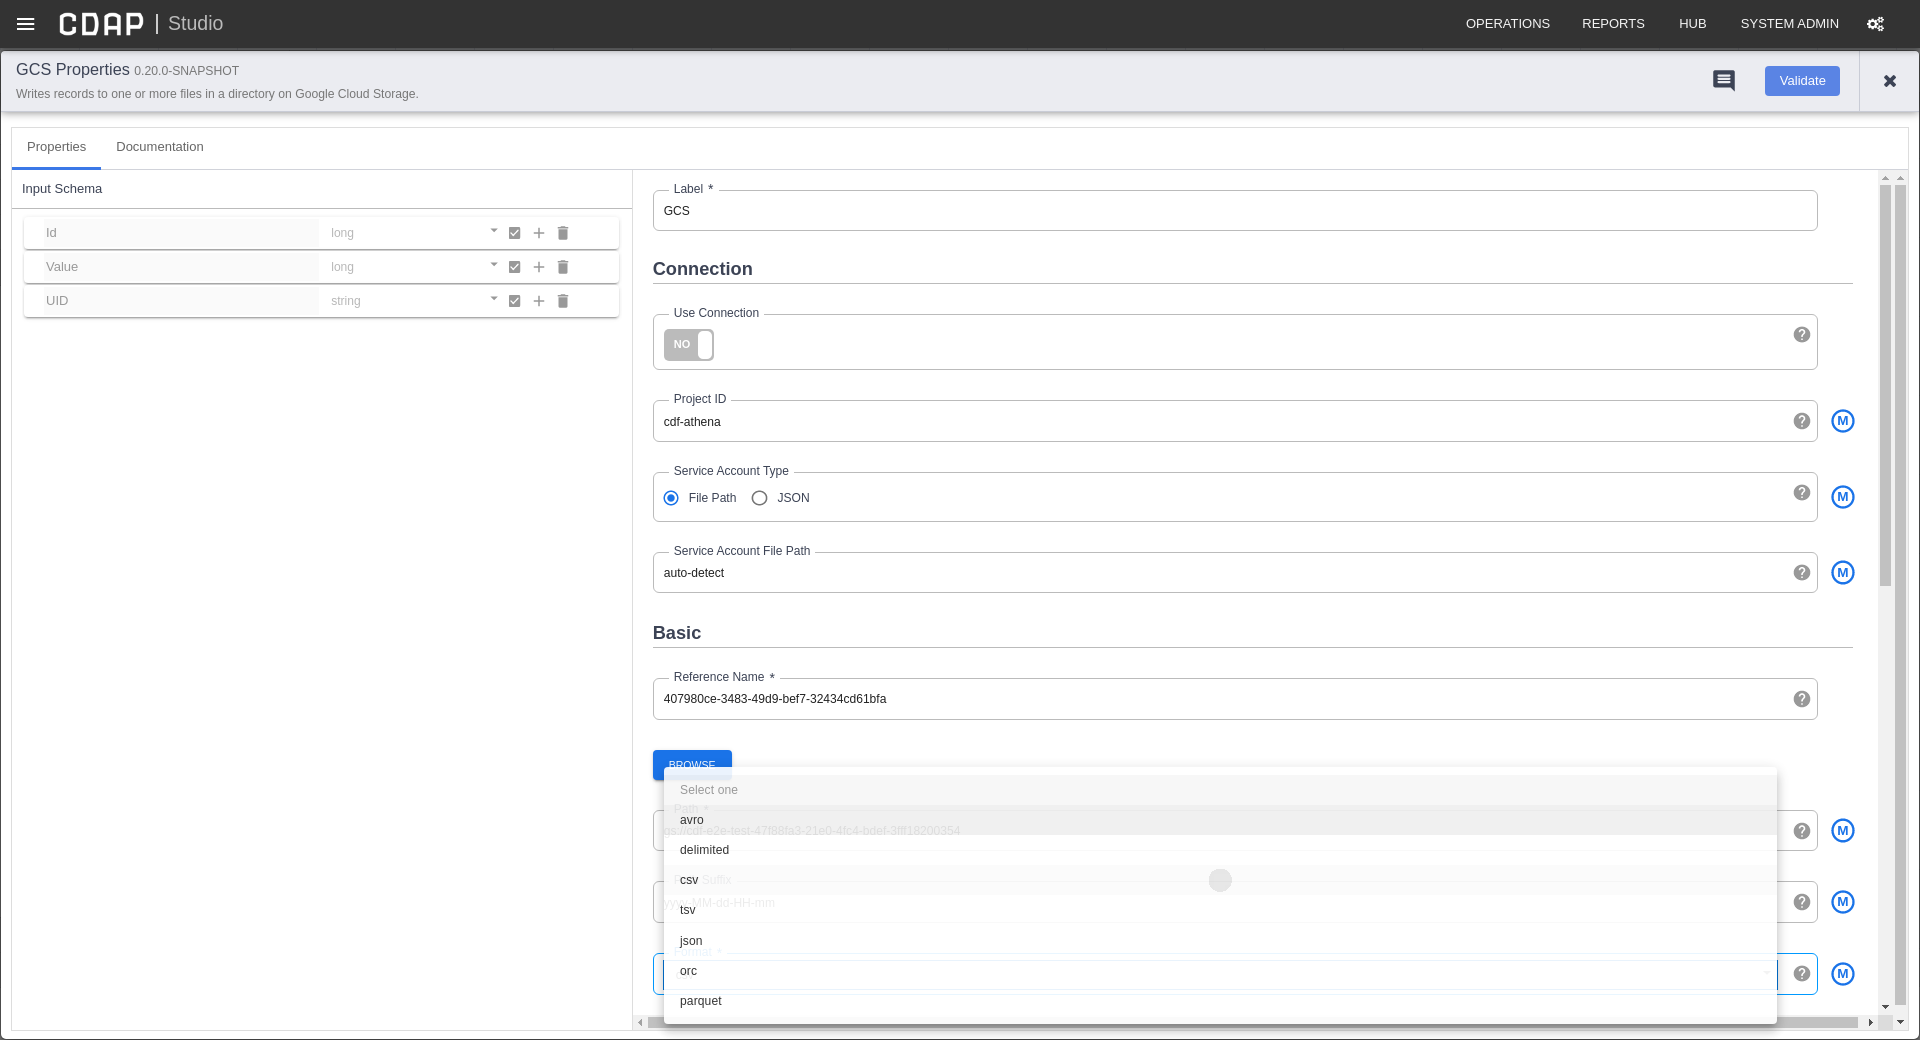 CDAP | Studio
OPERATIONS REPORTS HUB SYSTEM ADMIN
GCS Properties 0.20.0-SNAPSHOT
Writes records to one or more files in a directory on Google Cloud Storage.
Validate
Properties Documentation
Input Schema
Id long
Value long
UID string
Label *
GCS
Connection
Use Connection
NO
Project ID
cdf-athena
M
Service Account Type
File Path JSON
M
Service Account File Path
auto-detect
M
Basic
Reference Name *
407980ce-3483-49d9-bef7-32434cd61bfa
BROWSE
Select one
Path *
avro
gs://cdf-e2e-test-47f88fa3-21e0-4fc4-bdef-3fff18200354
M
delimited
csv
Suffix
M
tsv
yyyy-MM-dd-HH-mm
json
Format *
orc
M
parquet